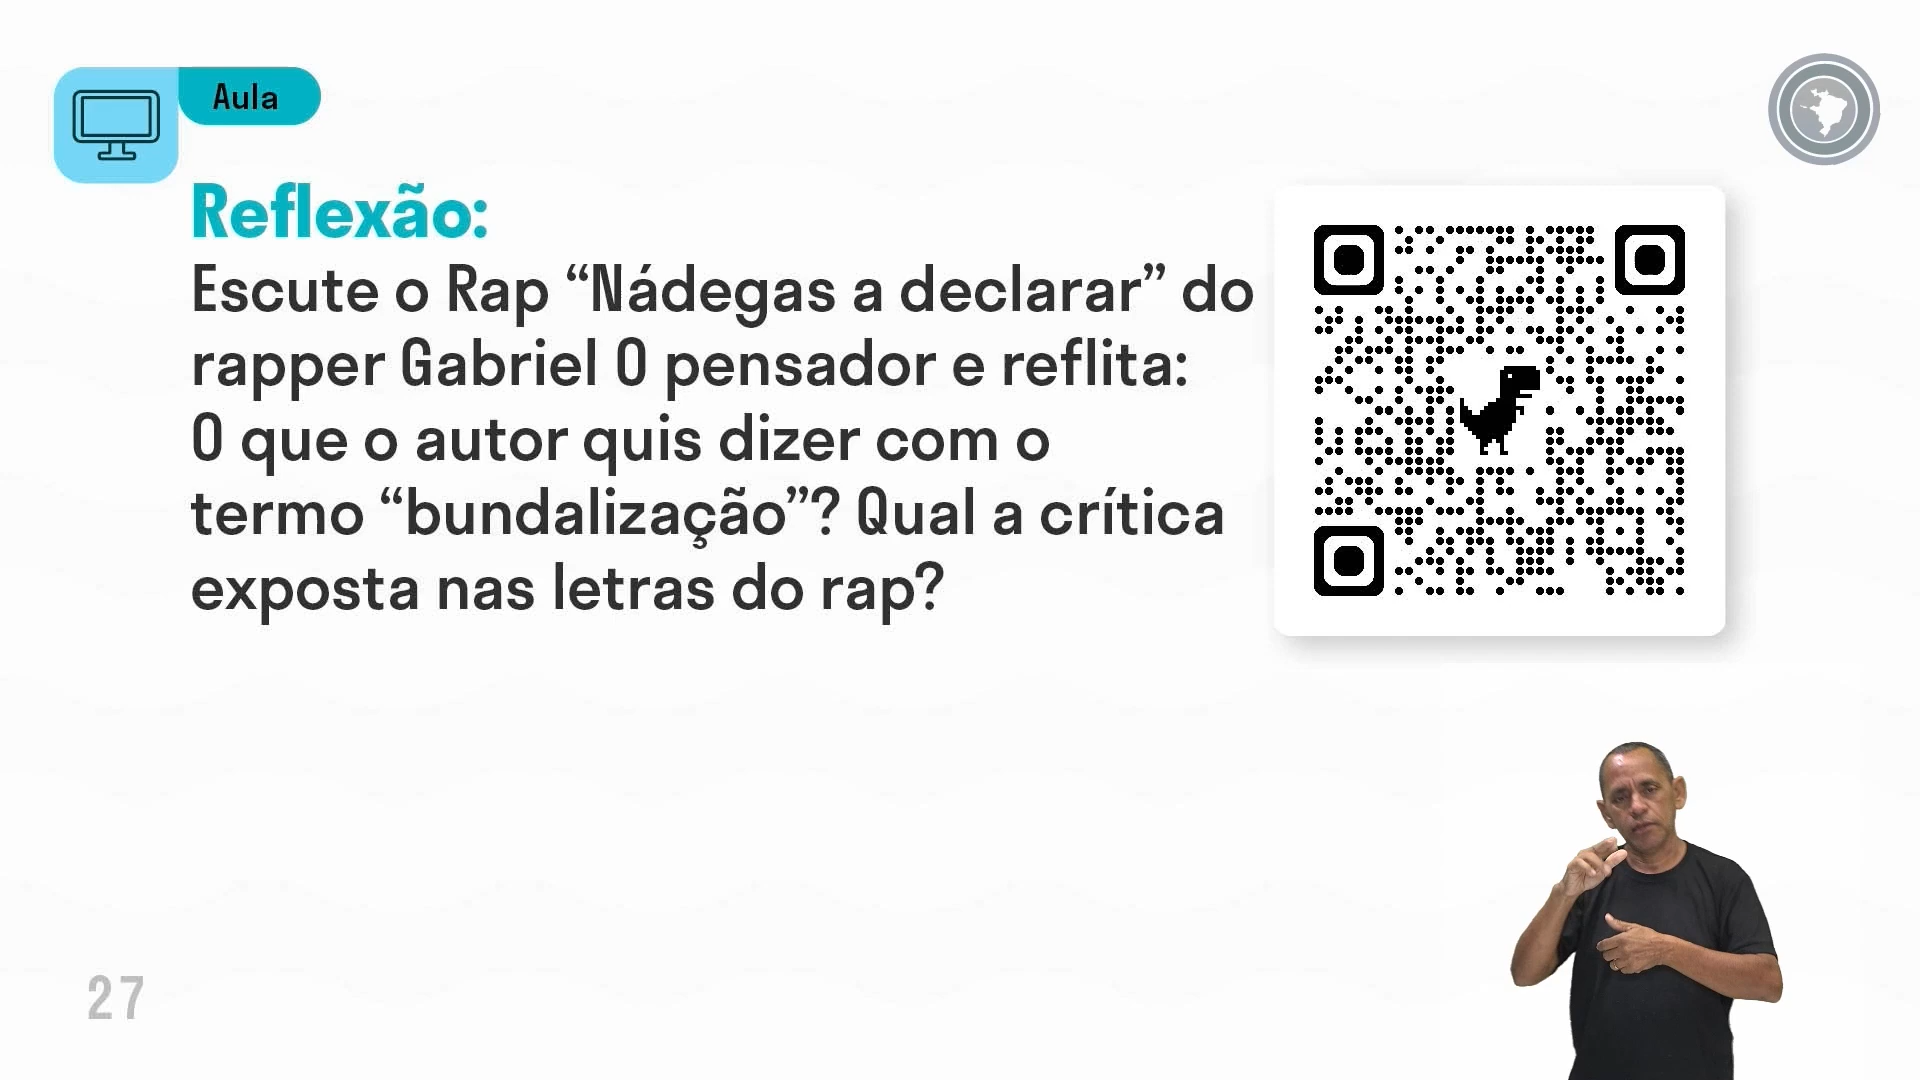 Aula
Reflexão:
Escute o Rap “Nádegas a declarar” do
rapper Gabriel O pensador e reflita:
O que o autor quis dizer com o
termo “bundalização”? Qual a crítica
exposta nas letras do rap?
27